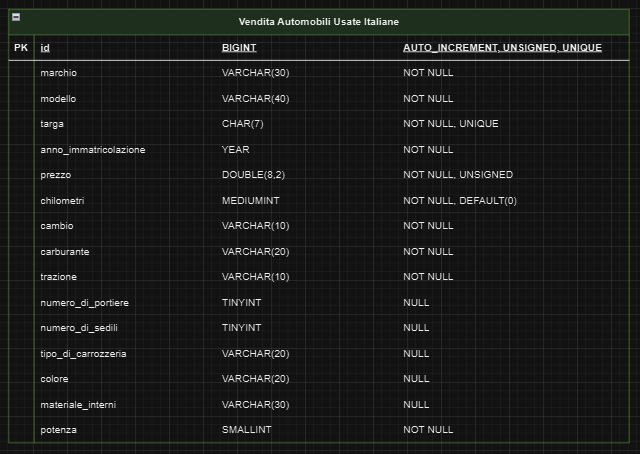 Vendita Automobili Usate Italiane
PK id BIGINT AUTO_INCREMENT, UNSIGNED, UNIQUE
marchio VARCHAR(30) NOT NULL
modello VARCHAR(40) NOT NULL
targa CHAR(7) NOT NULL, UNIQUE
anno_immatricolazione YEAR NOT NULL
prezzo DOUBLE(8,2) NOT NULL, UNSIGNED
chilometri MEDIUMINT NOT NULL, DEFAULT(0)
cambio VARCHAR(10) NOT NULL
carburante VARCHAR(20) NOT NULL
trazione VARCHAR(10) NOT NULL
numero_di_portiere TINYINT NULL
numero_di_sedili TINYINT NULL
tipo_di_carrozzeria VARCHAR(20) NULL
colore VARCHAR(20) NULL
materiale_interni VARCHAR(30) NULL
potenza SMALLINT NOT NULL